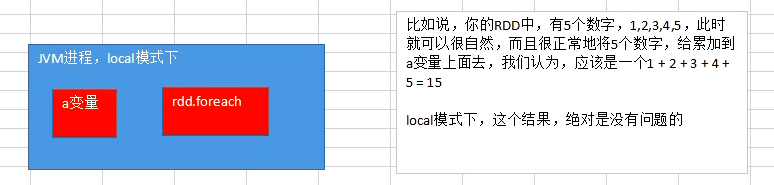 JVM进程，local模式下
a变量
rdd.foreach
比如说，你的RDD中，有5个数字，1,2,3,4,5，此时
就可以很自然，而且很正常地将5个数字，给累加到
a变量上面去，我们认为，应该是一个1 + 2 + 3 + 4 +
5 = 15
local模式下，这个结果，绝对是没有问题的